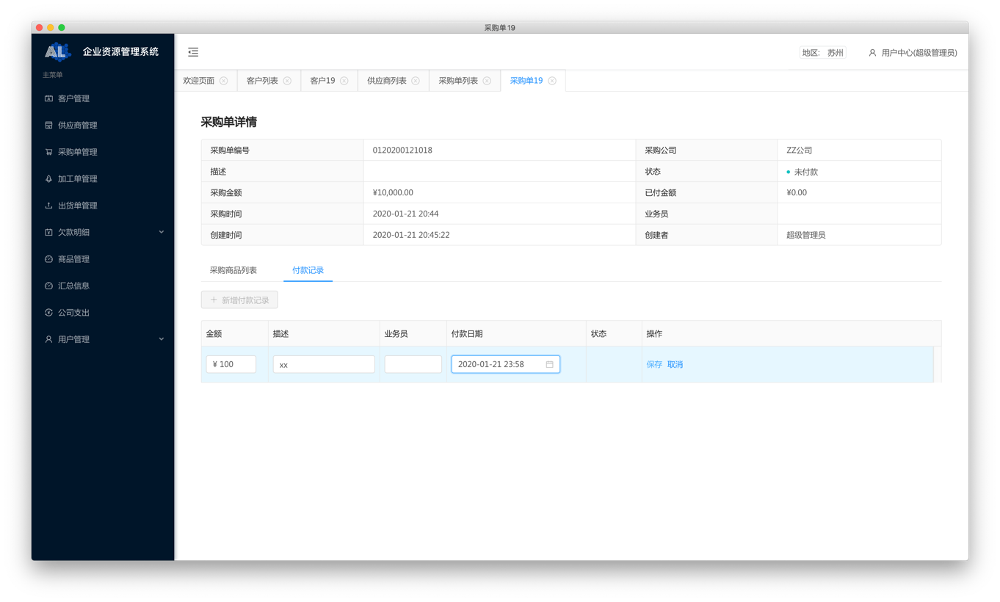 采购单19
AL 企业资源管理系统
地区: 苏州 用户中心(超级管理员)
主菜单
客户管理
供应商管理
采购单管理
加工单管理
出货单管理
欠款明细
商品管理
汇总信息
公司支出
用户管理
欢迎页面 客户列表 客户19 供应商列表 采购单列表 采购单19
采购单详情
采购单编号 0120200121018 采购公司 ZZ公司
描述 状态 未付款
采购金额 ¥10,000.00 已付金额 ¥0.00
采购时间 2020-01-21 20:44 业务员
创建时间 2020-01-21 20:45:22 创建者 超级管理员
采购商品列表 付款记录
+ 新增付款记录
金额 描述 业务员 付款日期 状态 操作
¥ 100 xx 2020-01-21 23:58 保存 取消